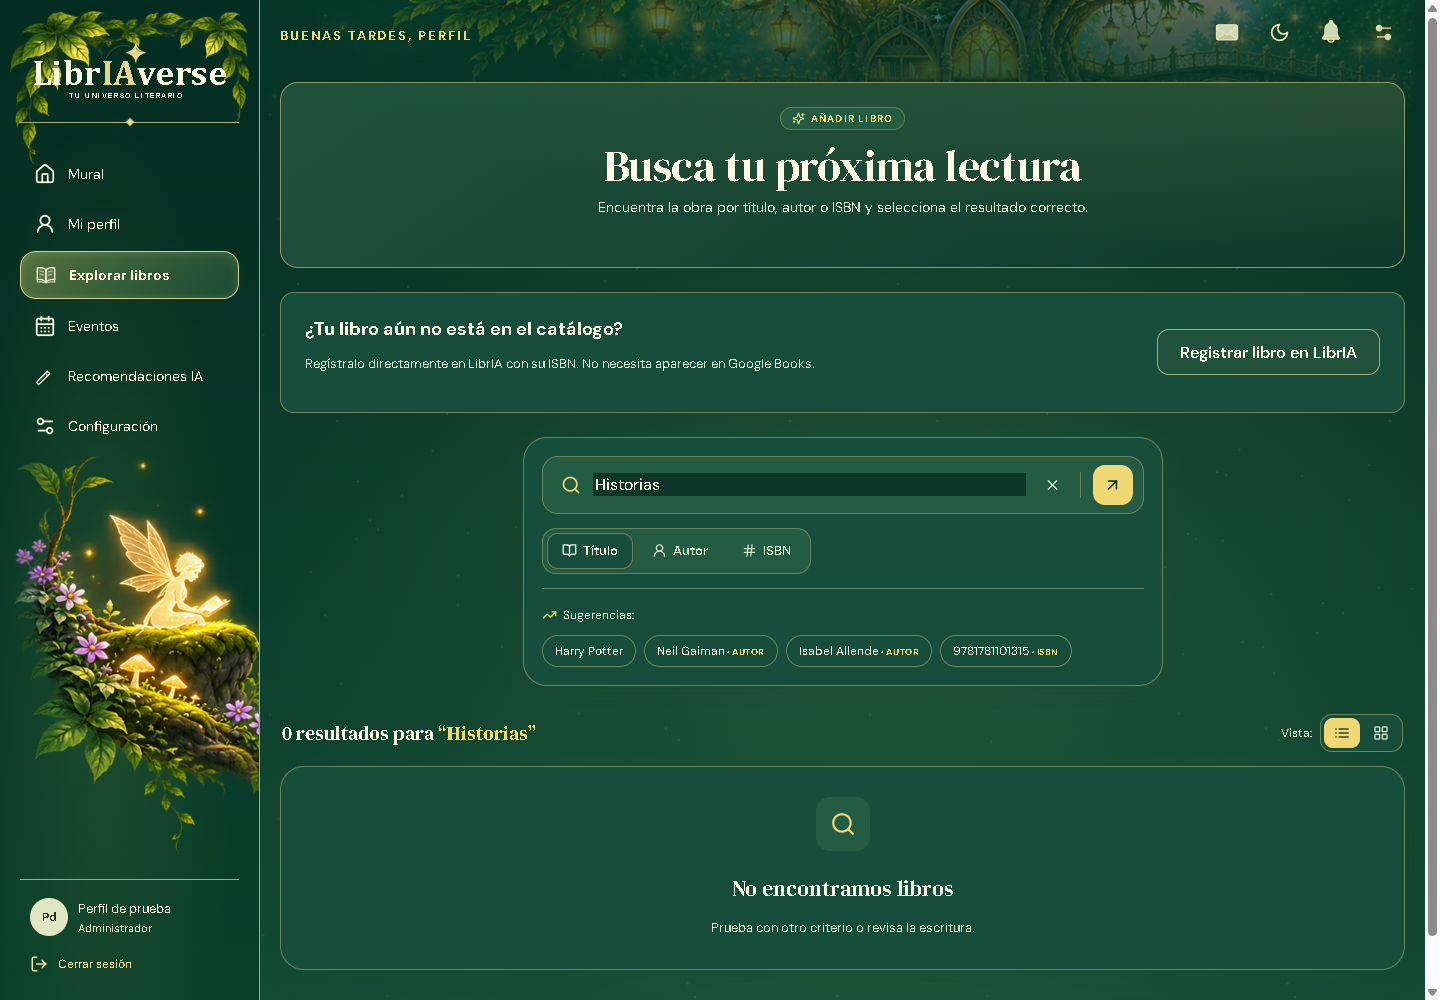 LibrIAverse
TU UNIVERSO LITERARIO
Mural
Mi perfil
Explorar libros
Eventos
Recomendaciones IA
Configuración
Pd
Perfil de prueba
Administrador
Cerrar sesión
BUENAS TARDES, PERFIL
AÑADIR LIBRO
Busca tu próxima lectura
Encuentra la obra por título, autor o ISBN y selecciona el resultado correcto.
¿Tu libro aún no está en el catálogo?
Regístralo directamente en LibrIA con su ISBN. No necesita aparecer en Google Books.
Registrar libro en LibrIA
Historias
Título
Autor
# ISBN
Sugerencias:
Harry Potter
Neil Gaiman · AUTOR
Isabel Allende · AUTOR
9781781101315 · ISBN
0 resultados para “Historias”
Vista:
No encontramos libros
Prueba con otro criterio o revisa la escritura.